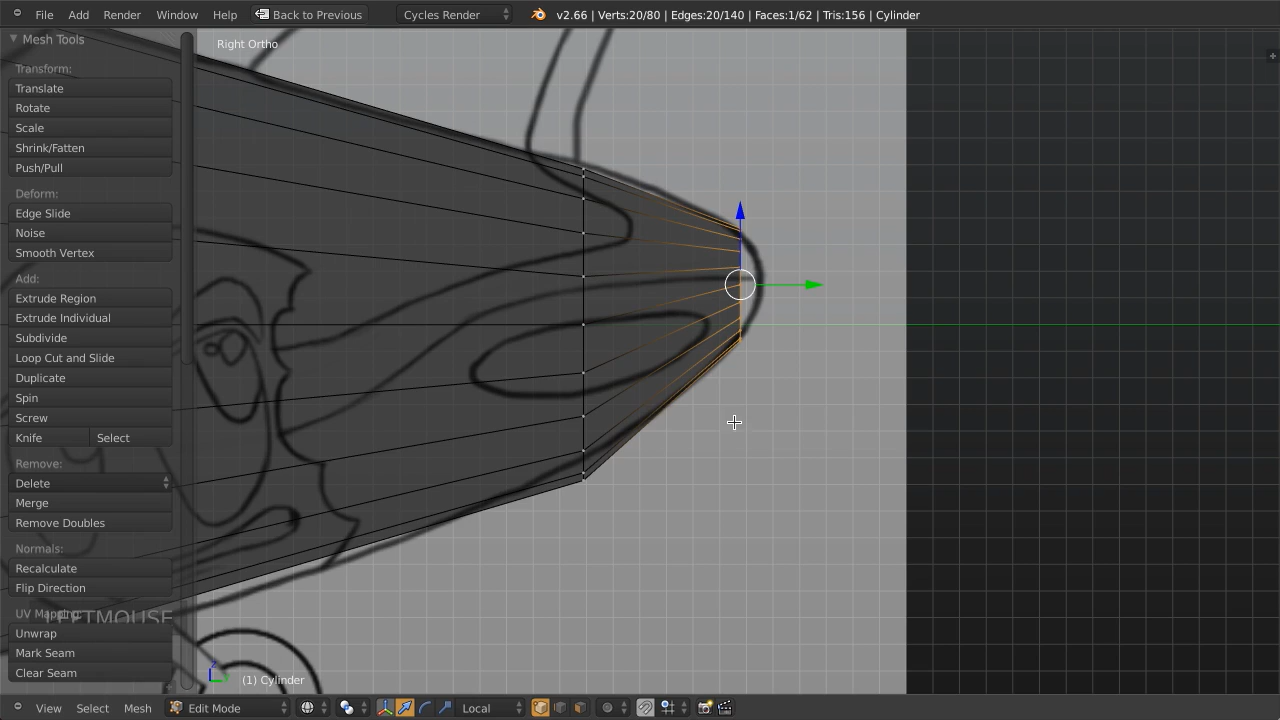 File Add Render Window Help Back to Previous Cycles Render v2.66 | Verts:20/80 | Edges:20/140 | Faces:1/62 | Tris:156 | Cylinder
Mesh Tools
Right Ortho
Transform:
Translate
Rotate
Scale
Shrink/Fatten
Push/Pull
Deform:
Edge Slide
Noise
Smooth Vertex
Add:
Extrude Region
Extrude Individual
Subdivide
Loop Cut and Slide
Duplicate
Spin
Screw
Knife Select
Remove:
Delete
Merge
Remove Doubles
Normals:
Recalculate
Flip Direction
UV Mapping:
LEFTMOUSE
Unwrap
Mark Seam
Clear Seam
z
(1) Cylinder
View Select Mesh Edit Mode Local